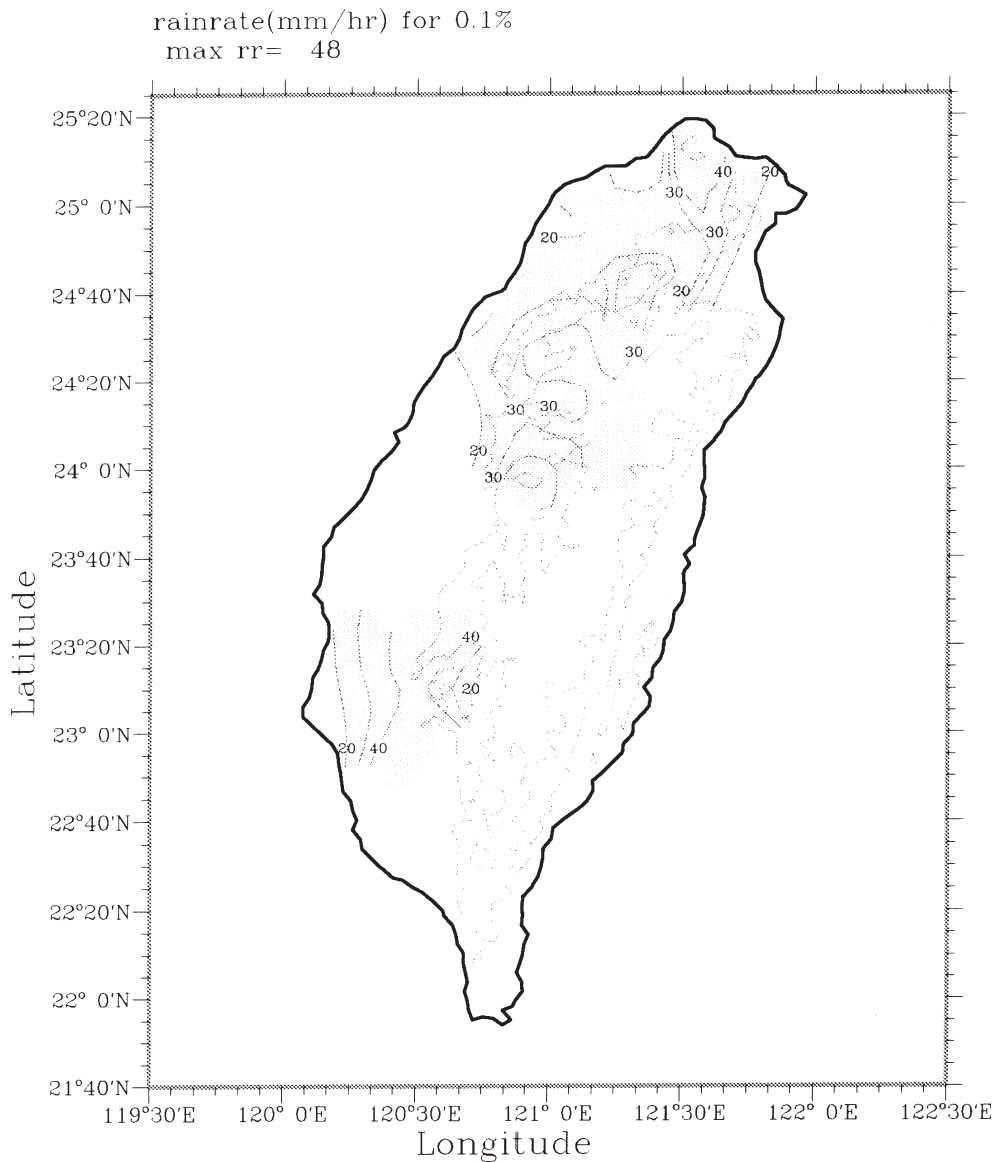 rainrate(mm/hr) for 0.1%
max rr= 48
25°20'N
25° 0'N
24°40'N
24°20'N
24° 0'N
23°40'N
23°20'N
23° 0'N
22°40'N
22°20'N
22° 0'N
21°40'N
Latitude
40
20
30
30
20
20
30
30
30
20
30
40
20
20
40
119°30'E
120° 0'E
120°30'E
121° 0'E
121°30'E
122° 0'E
122°30'E
Longitude